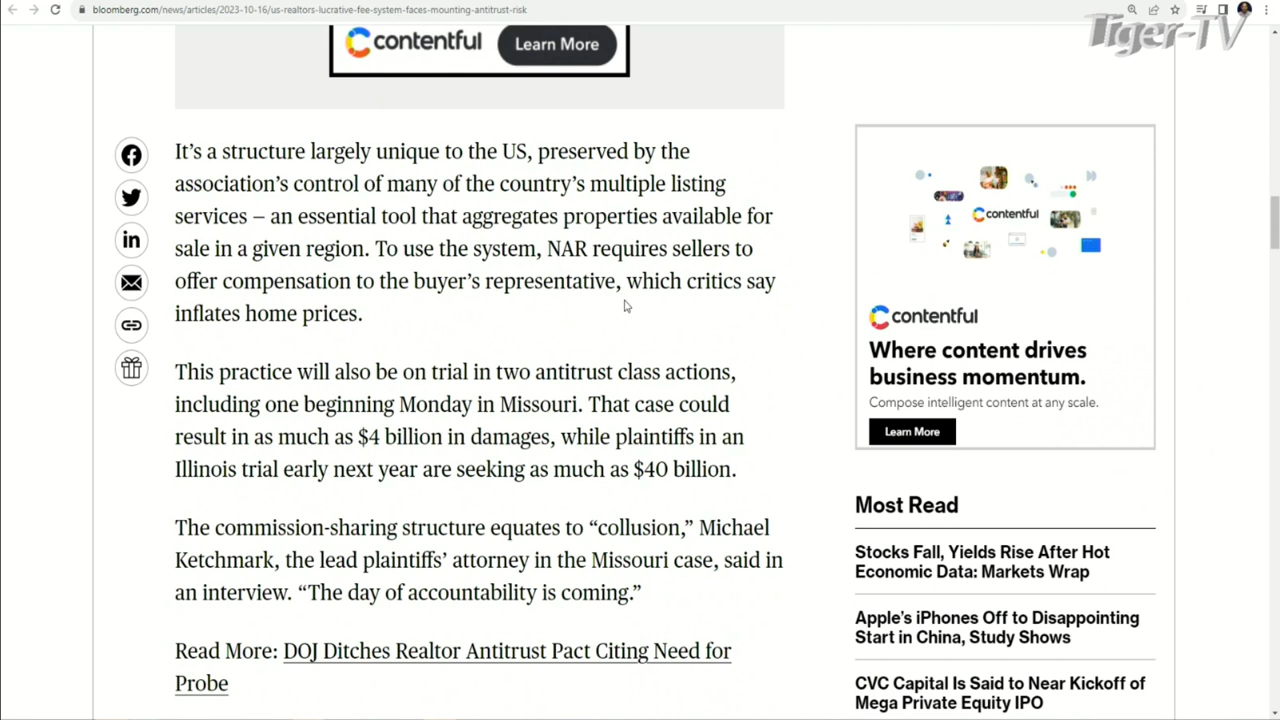 bloomberg.com/news/articles/2023-10-16/us-realtors-lucrative-fee-system-faces-mounting-antitrust-risk
Tiger-TV
contentful
Learn More
It's a structure largely unique to the US, preserved by the
association's control of many of the country's multiple listing
services – an essential tool that aggregates properties available for
sale in a given region. To use the system, NAR requires sellers to
offer compensation to the buyer's representative, which critics say
inflates home prices.
This practice will also be on trial in two antitrust class actions,
including one beginning Monday in Missouri. That case could
result in as much as $4 billion in damages, while plaintiffs in an
Illinois trial early next year are seeking as much as $40 billion.
The commission-sharing structure equates to “collusion,” Michael
Ketchmark, the lead plaintiffs' attorney in the Missouri case, said in
an interview. “The day of accountability is coming.”
Read More: DOJ Ditches Realtor Antitrust Pact Citing Need for
Probe
contentful
contentful
Where content drives
business momentum.
Compose intelligent content at any scale.
Learn More
Most Read
Stocks Fall, Yields Rise After Hot
Economic Data: Markets Wrap
Apple's iPhones Off to Disappointing
Start in China, Study Shows
CVC Capital Is Said to Near Kickoff of
Mega Private Equity IPO